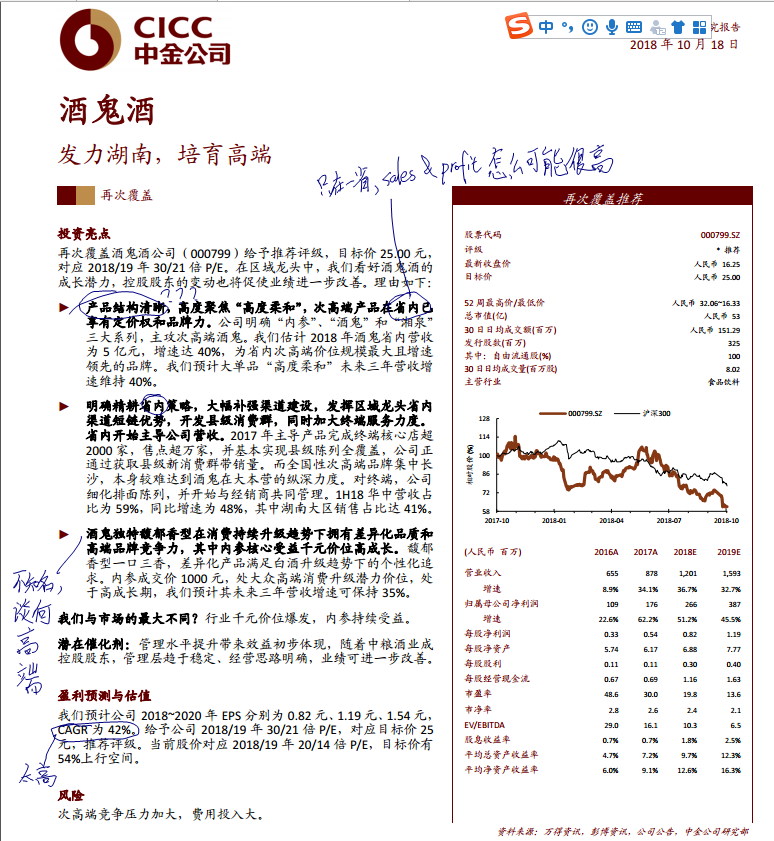 CICC
中金公司
中
究报告
2018 年 10 月 18 日
酒鬼酒
发力湖南，培育高端
只在一省, sales & profit 怎么可能很高
再次覆盖
投资亮点
再次覆盖酒鬼酒公司（000799）给予推荐评级，目标价 25.00 元，
对应 2018/19 年 30/21 倍 P/E。在区域龙头中，我们看好酒鬼酒的
成长潜力，控股股东的变动也将促使业绩进一步改善。理由如下：
???
► 产品结构清晰，高度聚焦“高度柔和”，次高端产品在省内已
享有定价权和品牌力。公司明确“内参”、“酒鬼”和“湘泉”
三大系列，主攻次高端酒鬼。我们估计 2018 年酒鬼省内营收
为 5 亿元，增速达 40%，为省内次高端价位规模最大且增速
领先的品牌。我们预计大单品“高度柔和”未来三年营收增
速维持 40%。
► 明确精耕省内策略，大幅补强渠道建设，发挥区域龙头省内
渠道短链优势，开发县级消费群，同时加大终端服务力度。
省内开始主导公司营收。2017 年主导产品完成终端核心店超
2000 家，售点超万家，并基本实现县级陈列全覆盖，公司正
通过获取县级新消费群带销量。而全国性次高端品牌集中长
沙，本身较难达到酒鬼在大本营的纵深力度。对终端，公司
细化排面陈列，并开始与经销商共同管理。1H18 华中营收占
比为 59%，同比增速为 48%，其中湖南大区销售占比达 41%。
► 酒鬼独特馥郁香型在消费持续升级趋势下拥有差异化品质和
高端品牌竞争力，其中内参核心受益千元价位高成长。馥郁
香型一口三香，差异化产品满足白酒升级趋势下的个性化追
求。内参成交价 1000 元，处大众高端消费升级潜力价位，处
于高成长期，我们预计其未来三年营收增速可保持 35%。
不知名,
谈何
高
端
我们与市场的最大不同？行业千元价位爆发，内参持续受益。
潜在催化剂：管理水平提升带来效益初步体现，随着中粮酒业成
控股股东，管理层趋于稳定、经营思路明确，业绩可进一步改善。
盈利预测与估值
我们预计公司 2018~2020 年 EPS 分别为 0.82 元、1.19 元、1.54 元，
CAGR 为 42%。给予公司 2018/19 年 30/21 倍 P/E，对应目标价 25
元，推荐评级。当前股价对应 2018/19 年 20/14 倍 P/E，目标价有
54%上行空间。
太高
风险
次高端竞争压力加大，费用投入大。
再次覆盖推荐
股票代码 000799.SZ
评级 * 推荐
最新收盘价 人民币 16.25
目标价 人民币 25.00
52 周最高价/最低价 人民币 32.06~16.33
总市值(亿) 人民币 53
30 日日均成交额(百万) 人民币 151.29
发行股数(百万) 325
其中：自由流通股(%) 100
30 日日均成交量(百万股) 8.02
主营行业 食品饮料
000799.SZ 沪深300
相对股价 (%)
128
114
100
86
72
58
2017-10 2018-01 2018-04 2018-07 2018-10
(人民币 百万) 2016A 2017A 2018E 2019E
营业收入 655 878 1,201 1,593
增速 8.9% 34.1% 36.7% 32.7%
归属母公司净利润 109 176 266 387
增速 22.6% 62.2% 51.2% 45.5%
每股净利润 0.33 0.54 0.82 1.19
每股净资产 5.74 6.17 6.88 7.77
每股股利 0.11 0.11 0.30 0.40
每股经营现金流 0.67 0.69 1.16 1.63
市盈率 48.6 30.0 19.8 13.6
市净率 2.8 2.6 2.4 2.1
EV/EBITDA 29.0 16.1 10.3 6.5
股息收益率 0.7% 0.7% 1.8% 2.5%
平均总资产收益率 4.7% 7.2% 9.7% 12.3%
平均净资产收益率 6.0% 9.1% 12.6% 16.3%
资料来源：万得资讯，彭博资讯，公司公告，中金公司研究部